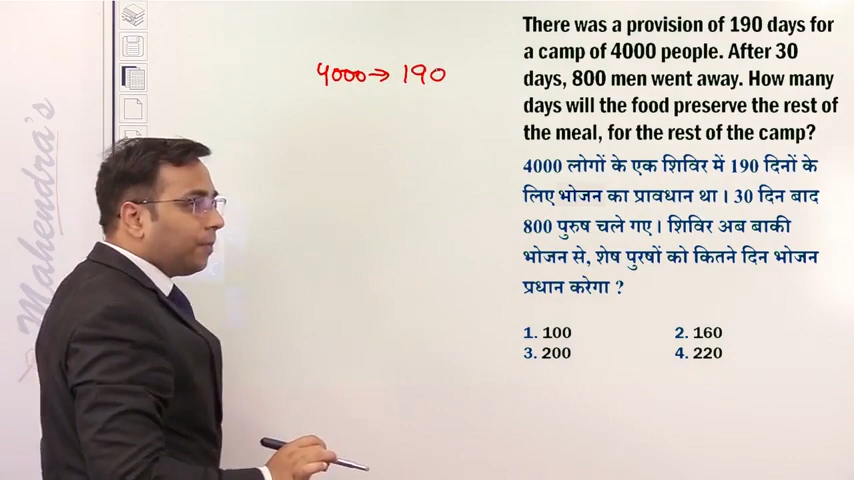 There was a provision of 190 days for
a camp of 4000 people. After 30
days, 800 men went away. How many
days will the food preserve the rest of
the meal, for the rest of the camp?
4000 लोगों के एक शिविर में 190 दिनों के
लिए भोजन का प्रावधान था। 30 दिन बाद
800 पुरुष चले गए। शिविर अब बाकी
भोजन से, शेष पुरषों को कितने दिन भोजन
प्रधान करेगा ?
1. 100
2. 160
3. 200
4. 220
4000→ 190
Mahendra's